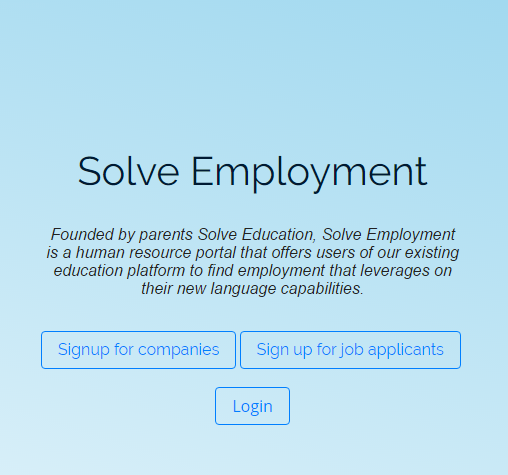 Solve Employment
Founded by parents Solve Education, Solve Employment
is a human resource portal that offers users of our existing
education platform to find employment that leverages on
their new language capabilities.
Signup for companies Sign up for job applicants
Login